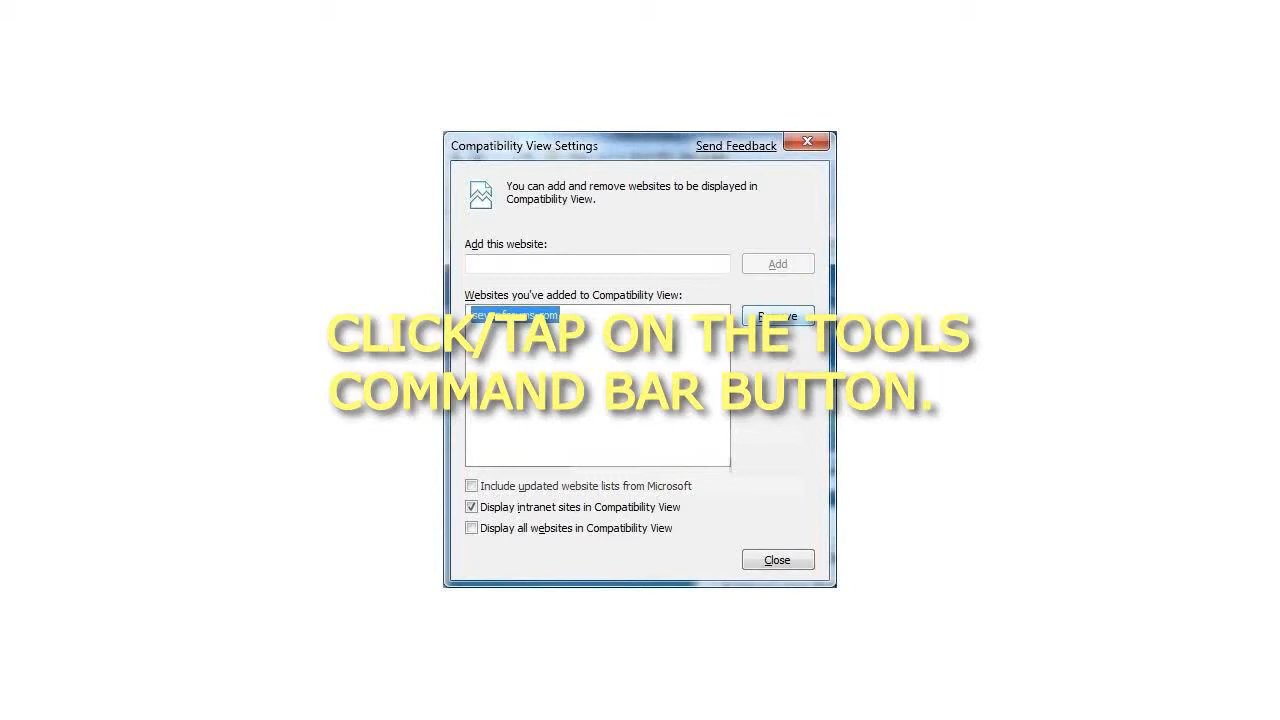 Compatibility View Settings
Send Feedback
You can add and remove websites to be displayed in
Compatibility View.
Add this website:
Add
Websites you've added to Compatibility View:
CLICK/TAP ON THE TOOLS
COMMAND BAR BUTTON.
Include updated website lists from Microsoft
Display intranet sites in Compatibility View
Display all websites in Compatibility View
Close